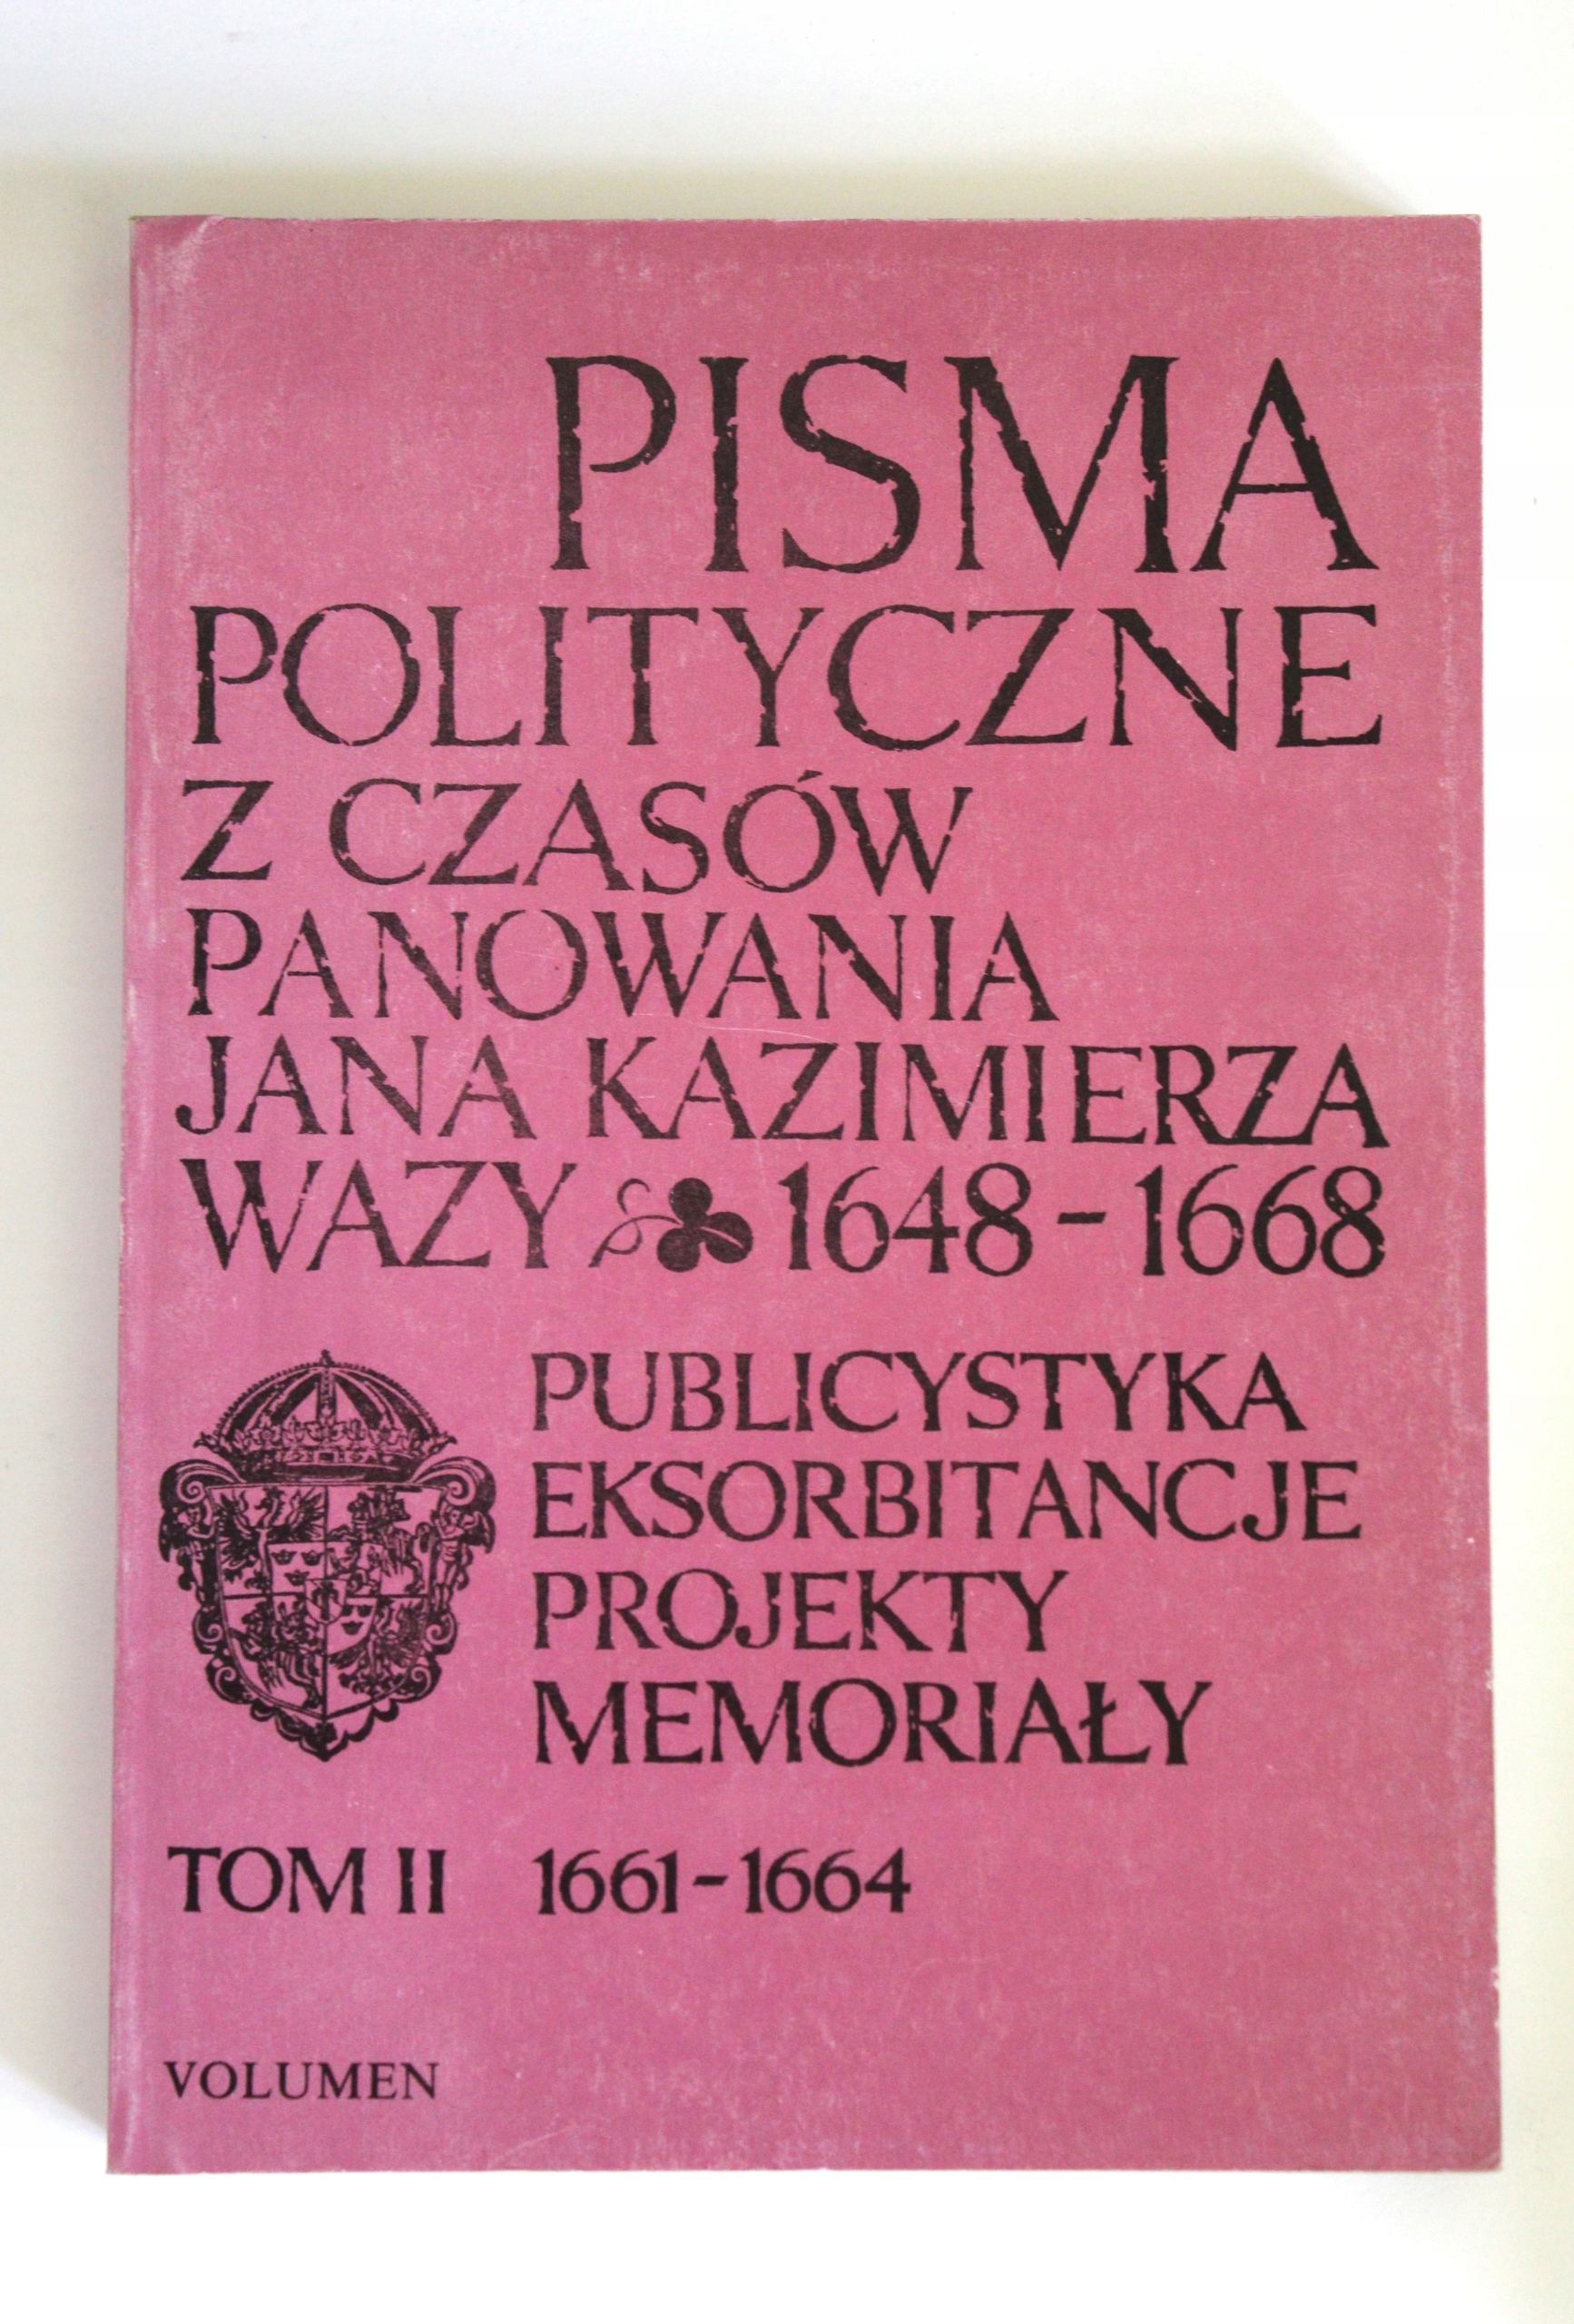 PISMA
POLITYCZNE
Z CZASÓW
PANOWANIA
JANA KAZIMIERZA
WAZY 1648-1668
PUBLICYSTYKA
EKSORBITANCJE
PROJEKTY
MEMORIAŁY
TOM II 1661-1664
VOLUMEN